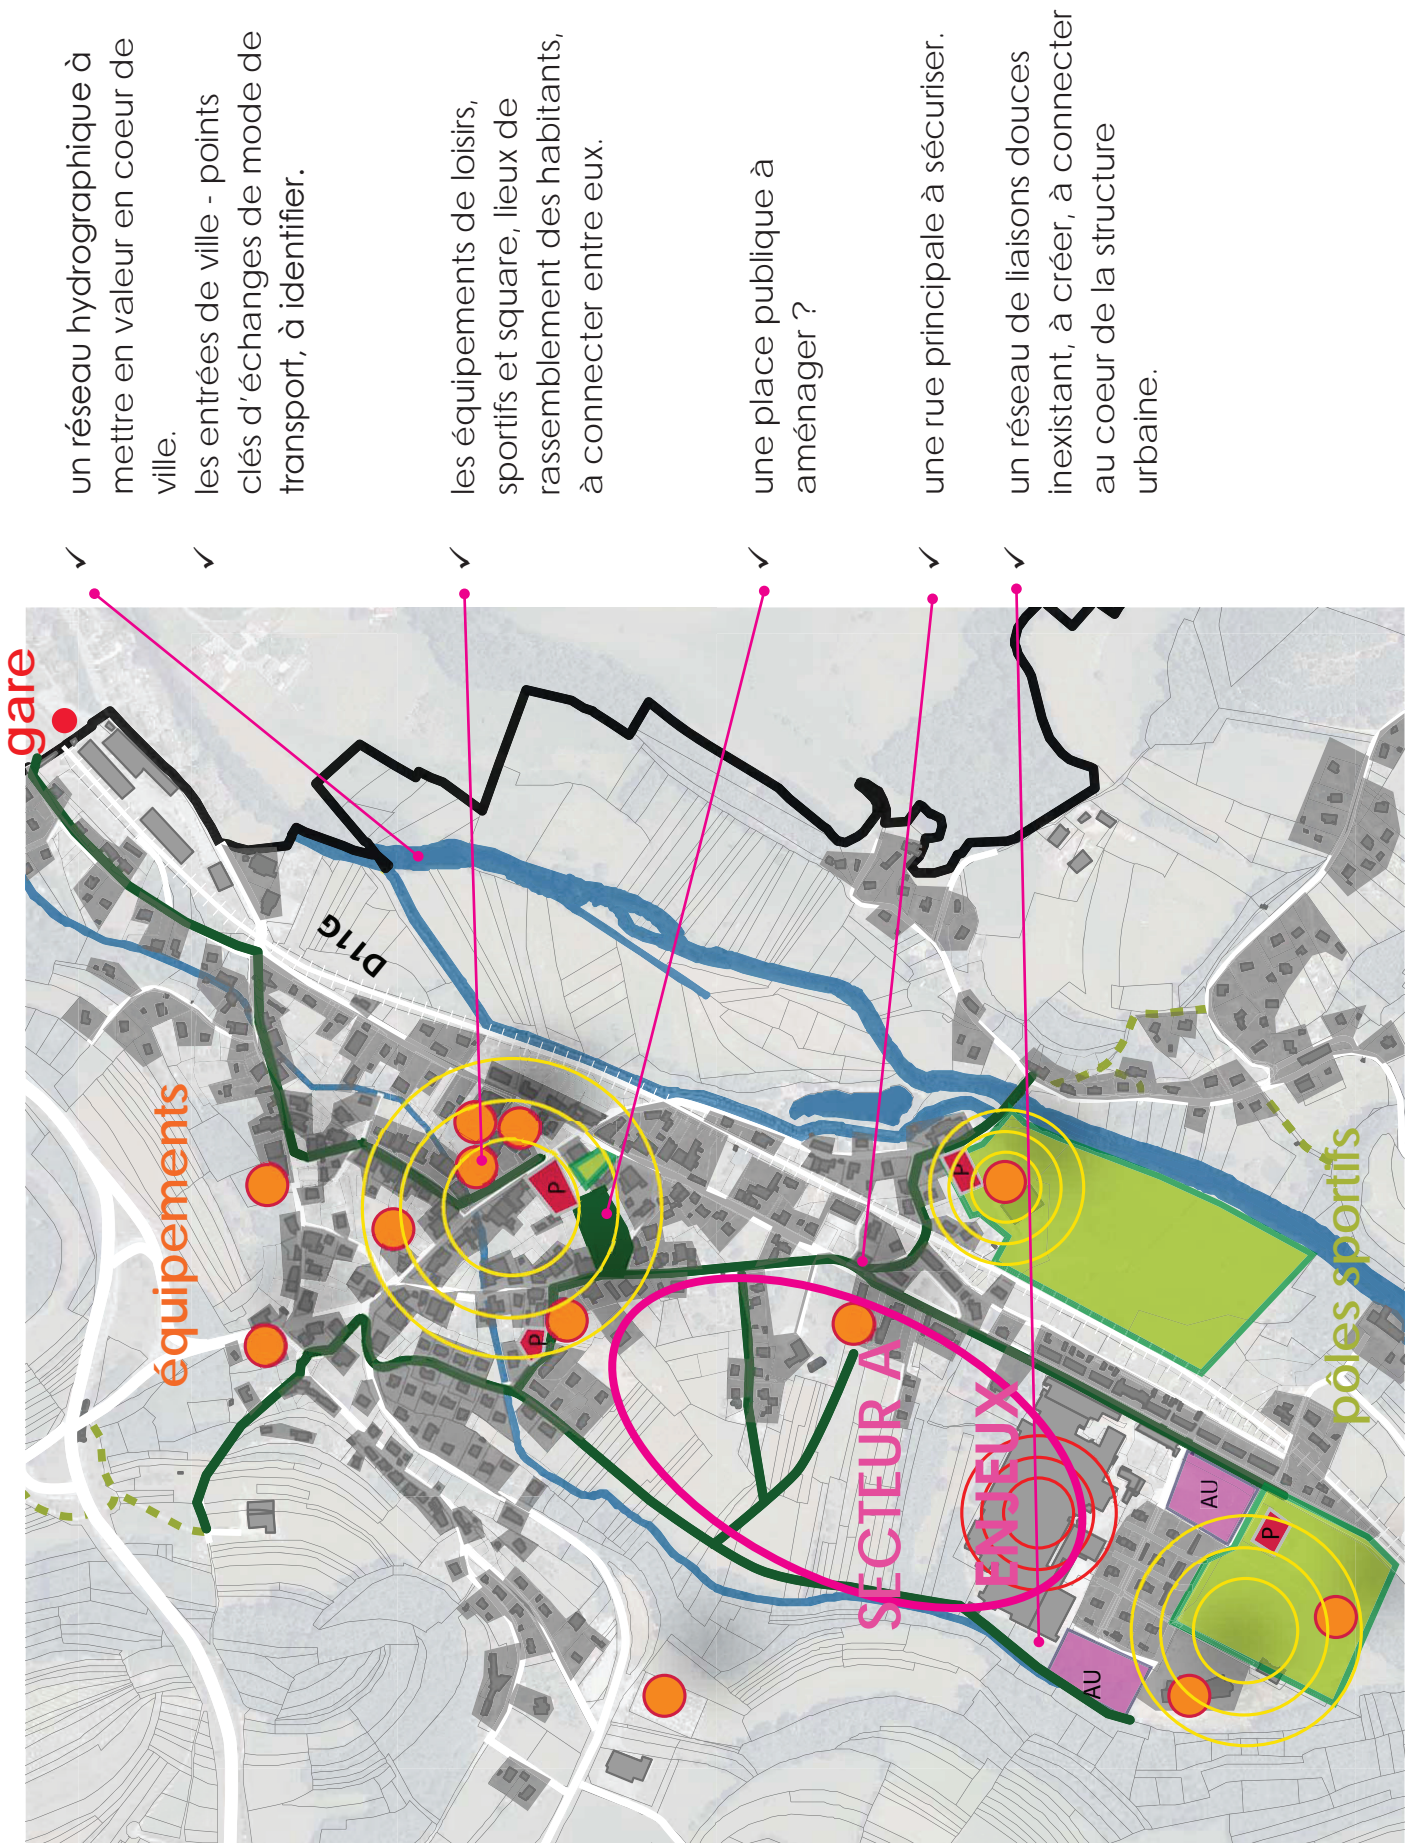 ✓ un réseau hydrographique à
mettre en valeur en coeur de
ville.
✓ les entrées de ville - points
clés d'échanges de mode de
transport, à identifier.
✓ les équipements de loisirs,
sportifs et square, lieux de
rassemblement des habitants,
à connecter entre eux.
✓ une place publique à
aménager ?
✓ une rue principale à sécuriser.
✓ un réseau de liaisons douces
inexistant, à créer, à connecter
au coeur de la structure
urbaine.
gare
D11G
équipements
P
P
P
P
SECTEUR A
ENJEUX
AU
AU
pôles sportifs